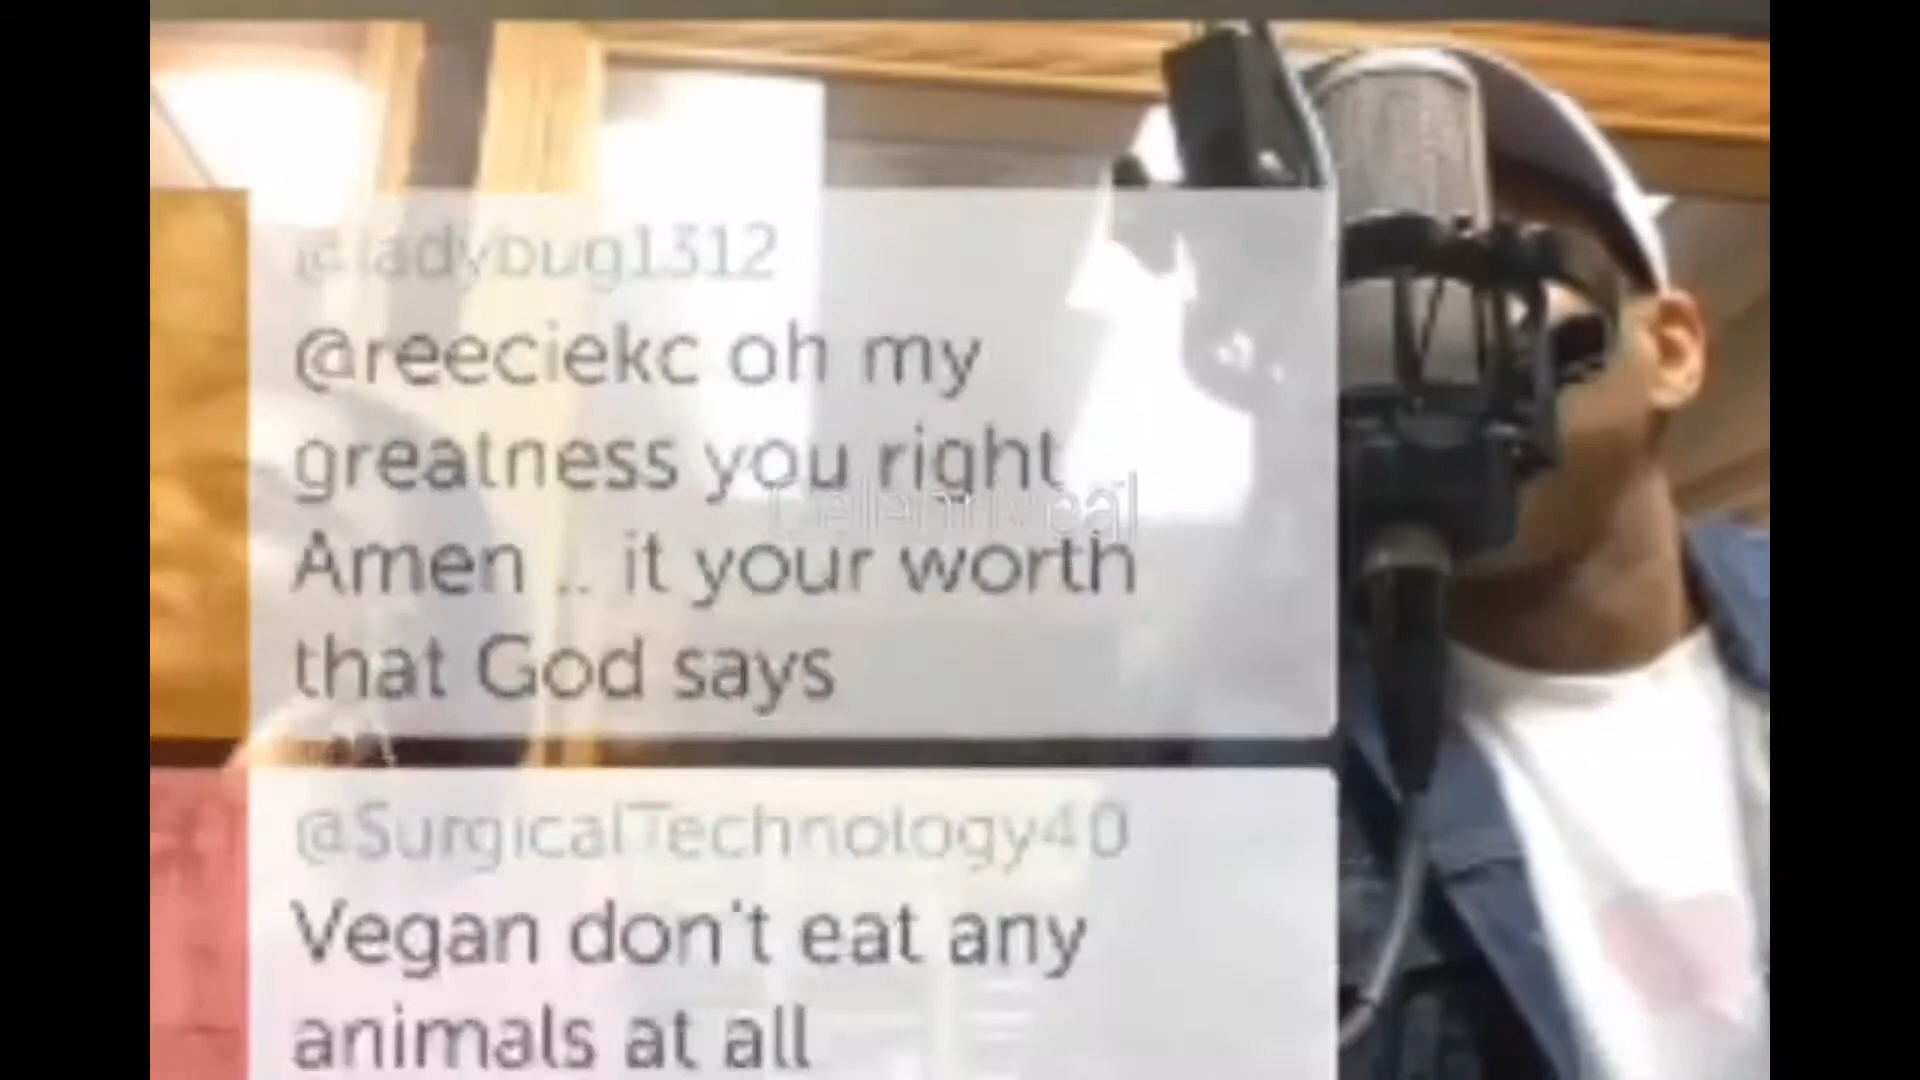 @ladybug1312
@reeciekc oh my
greatness you right
Amen .. it your worth
that God says
@SurgicalTechnology40
Vegan don't eat any
animals at all